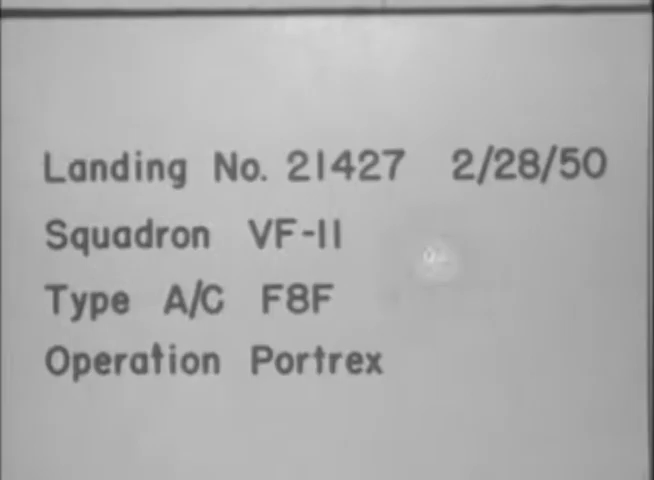 Landing No. 21427 2/28/50
Squadron VF-11
Type A/C F8F
Operation Portrex